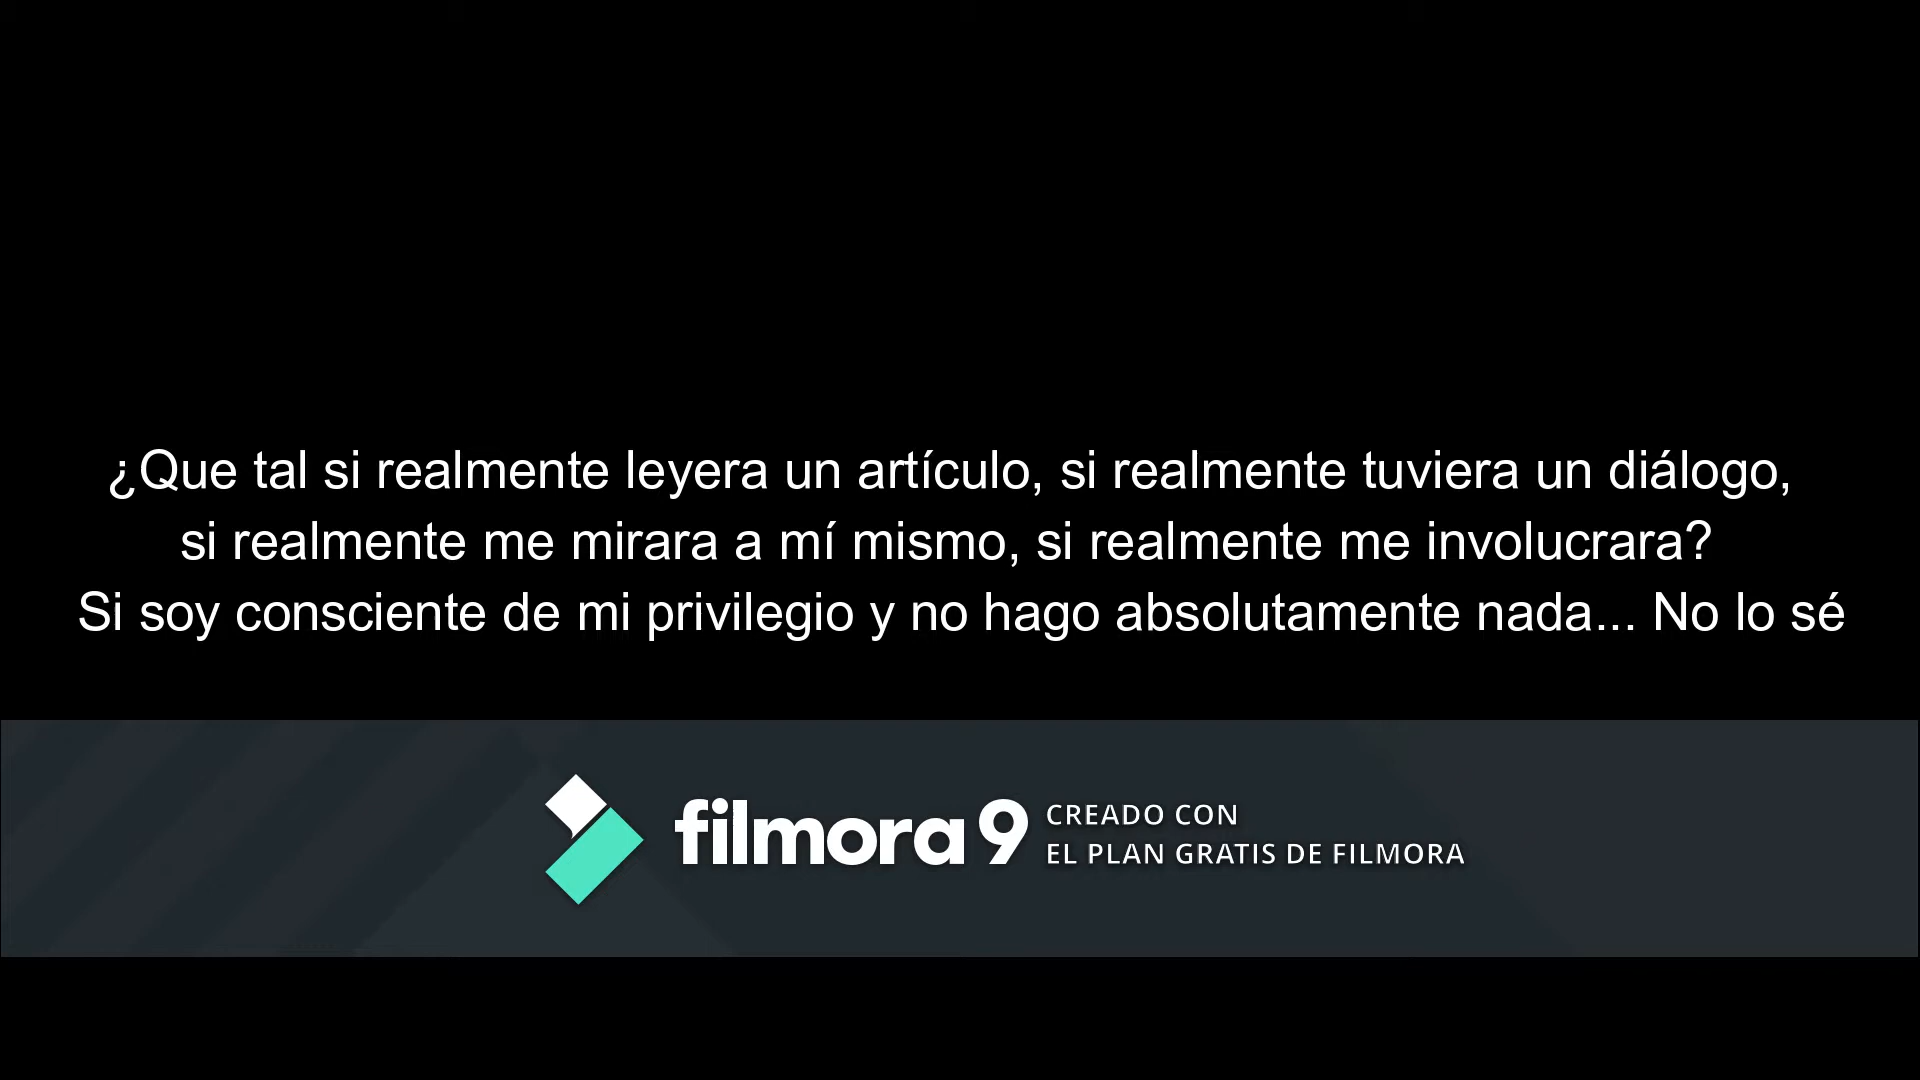 ¿Que tal si realmente leyera un artículo, si realmente tuviera un diálogo,
si realmente me mirara a mí mismo, si realmente me involucrara?
Si soy consciente de mi privilegio y no hago absolutamente nada... No lo sé
filmora 9 CREADO CON
EL PLAN GRATIS DE FILMORA